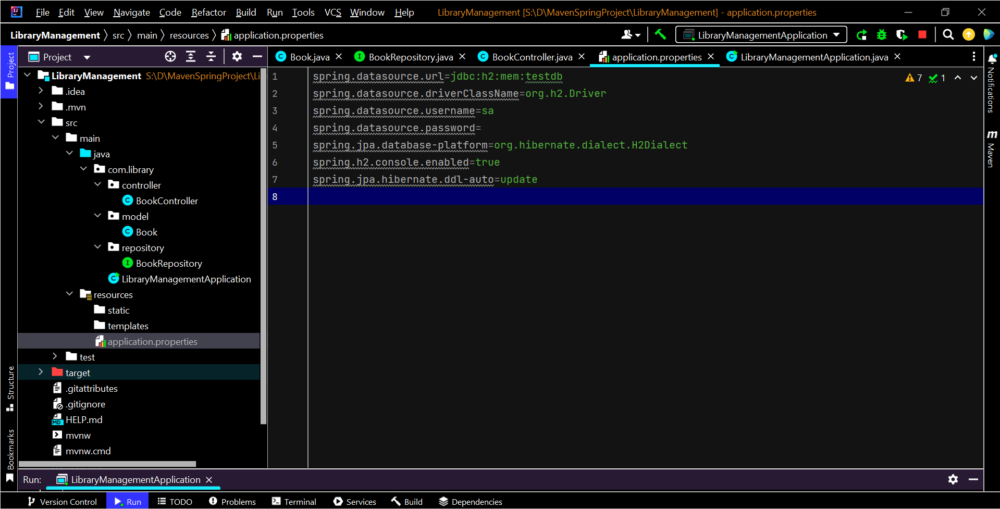 File Edit View Navigate Code Refactor Build Run Tools VCS Window Help LibraryManagement [S:\D\MavenSpringProject\LibraryManagement] - application.properties
LibraryManagement src main resources application.properties LibraryManagementApplication
Project Book.java BookRepository.java BookController.java application.properties LibraryManagementApplication.java
Project
Structure
Bookmarks
LibraryManagement S:\D\MavenSpringProject\Li
.idea
.mvn
src
main
java
com.library
controller
BookController
model
Book
repository
BookRepository
LibraryManagementApplication
resources
static
templates
application.properties
test
target
.gitattributes
.gitignore
HELP.md
mvnw
mvnw.cmd
1 spring.datasource.url=jdbc:h2:mem:testdb
2 spring.datasource.driverClassName=org.h2.Driver
3 spring.datasource.username=sa
4 spring.datasource.password=
5 spring.jpa.database-platform=org.hibernate.dialect.H2Dialect
6 spring.h2.console.enabled=true
7 spring.jpa.hibernate.ddl-auto=update
8
7 1
Notifications
m Maven
Run: LibraryManagementApplication
Version Control Run TODO Problems Terminal Services Build Dependencies